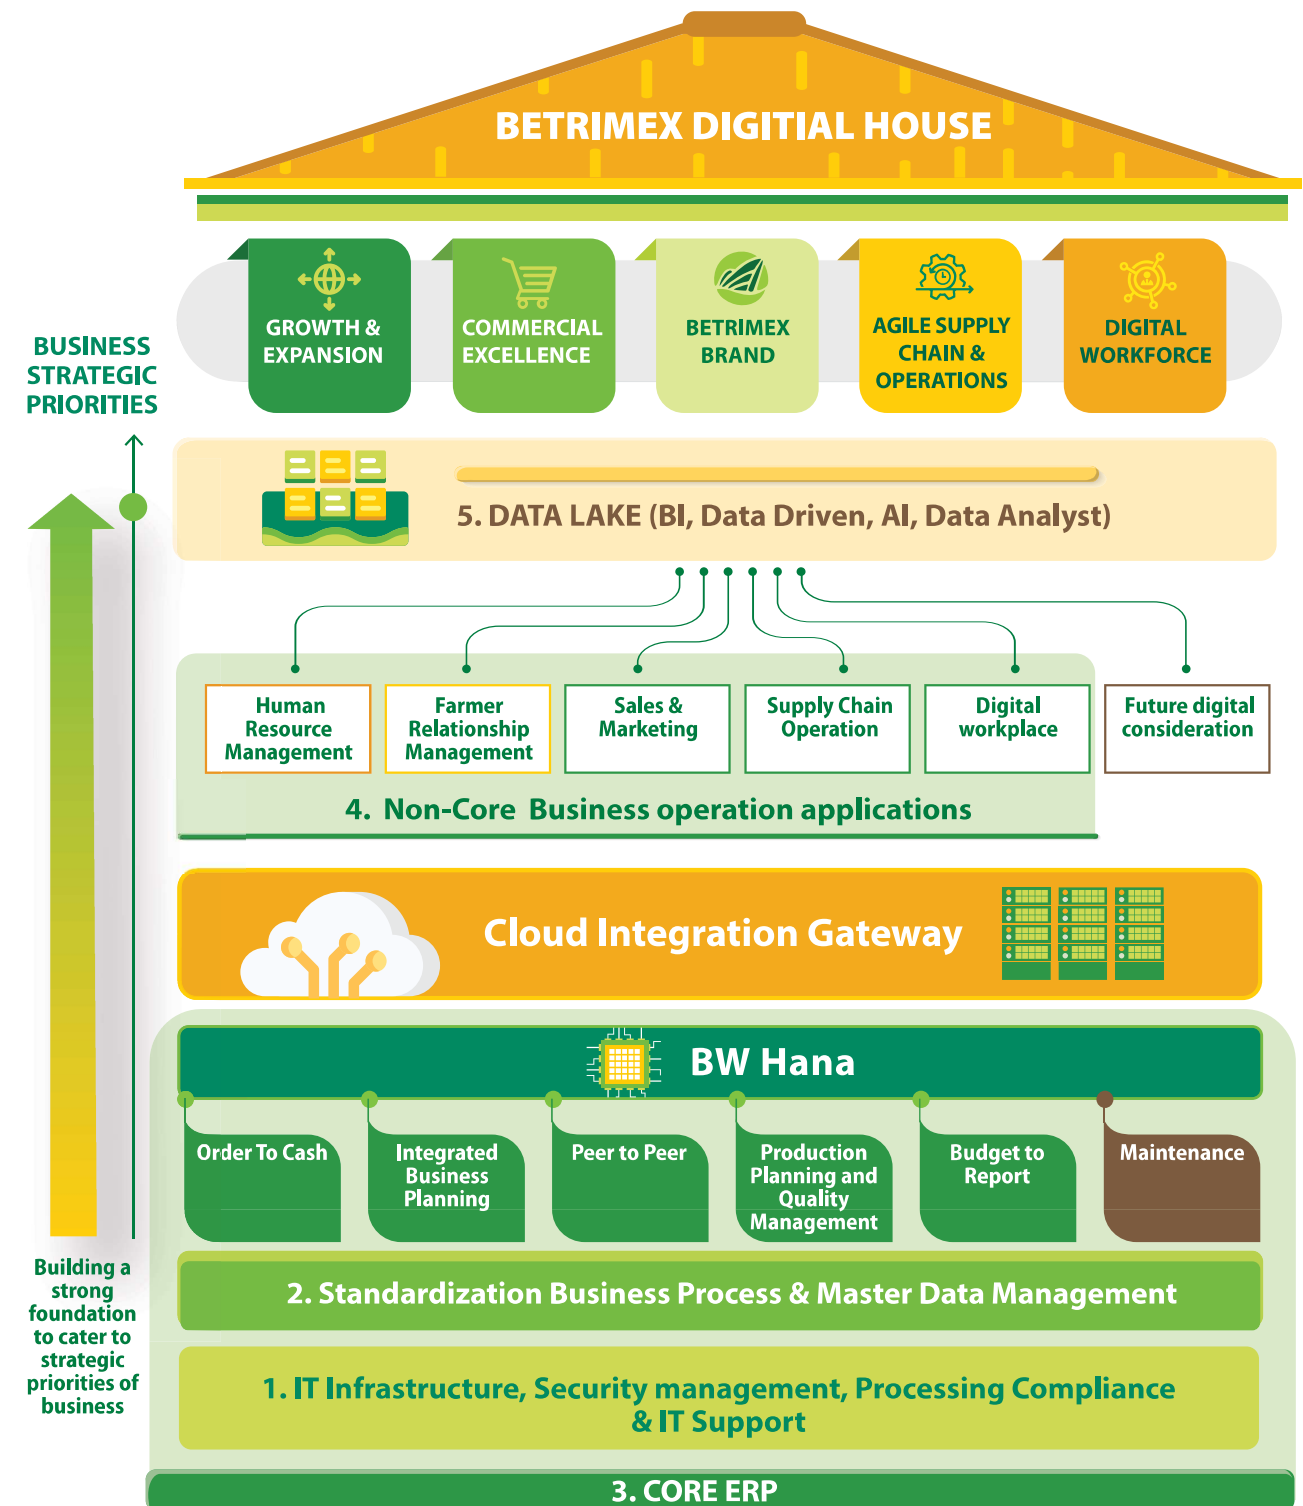 BETRIMEX DIGITIAL HOUSE
GROWTH &
EXPANSION
COMMERCIAL
EXCELLENCE
BETRIMEX
BRAND
AGILE SUPPLY
CHAIN &
OPERATIONS
DIGITAL
WORKFORCE
BUSINESS
STRATEGIC
PRIORITIES
5. DATA LAKE (BI, Data Driven, AI, Data Analyst)
Human
Resource
Management
Farmer
Relationship
Management
Sales &
Marketing
Supply Chain
Operation
Digital
workplace
Future digital
consideration
4. Non-Core Business operation applications
Cloud Integration Gateway
BW Hana
Order To Cash
Integrated
Business
Planning
Peer to Peer
Production
Planning and
Quality
Management
Budget to
Report
Maintenance
2. Standardization Business Process & Master Data Management
1. IT Infrastructure, Security management, Processing Compliance
& IT Support
3. CORE ERP
Building a
strong
foundation
to cater to
strategic
priorities of
business